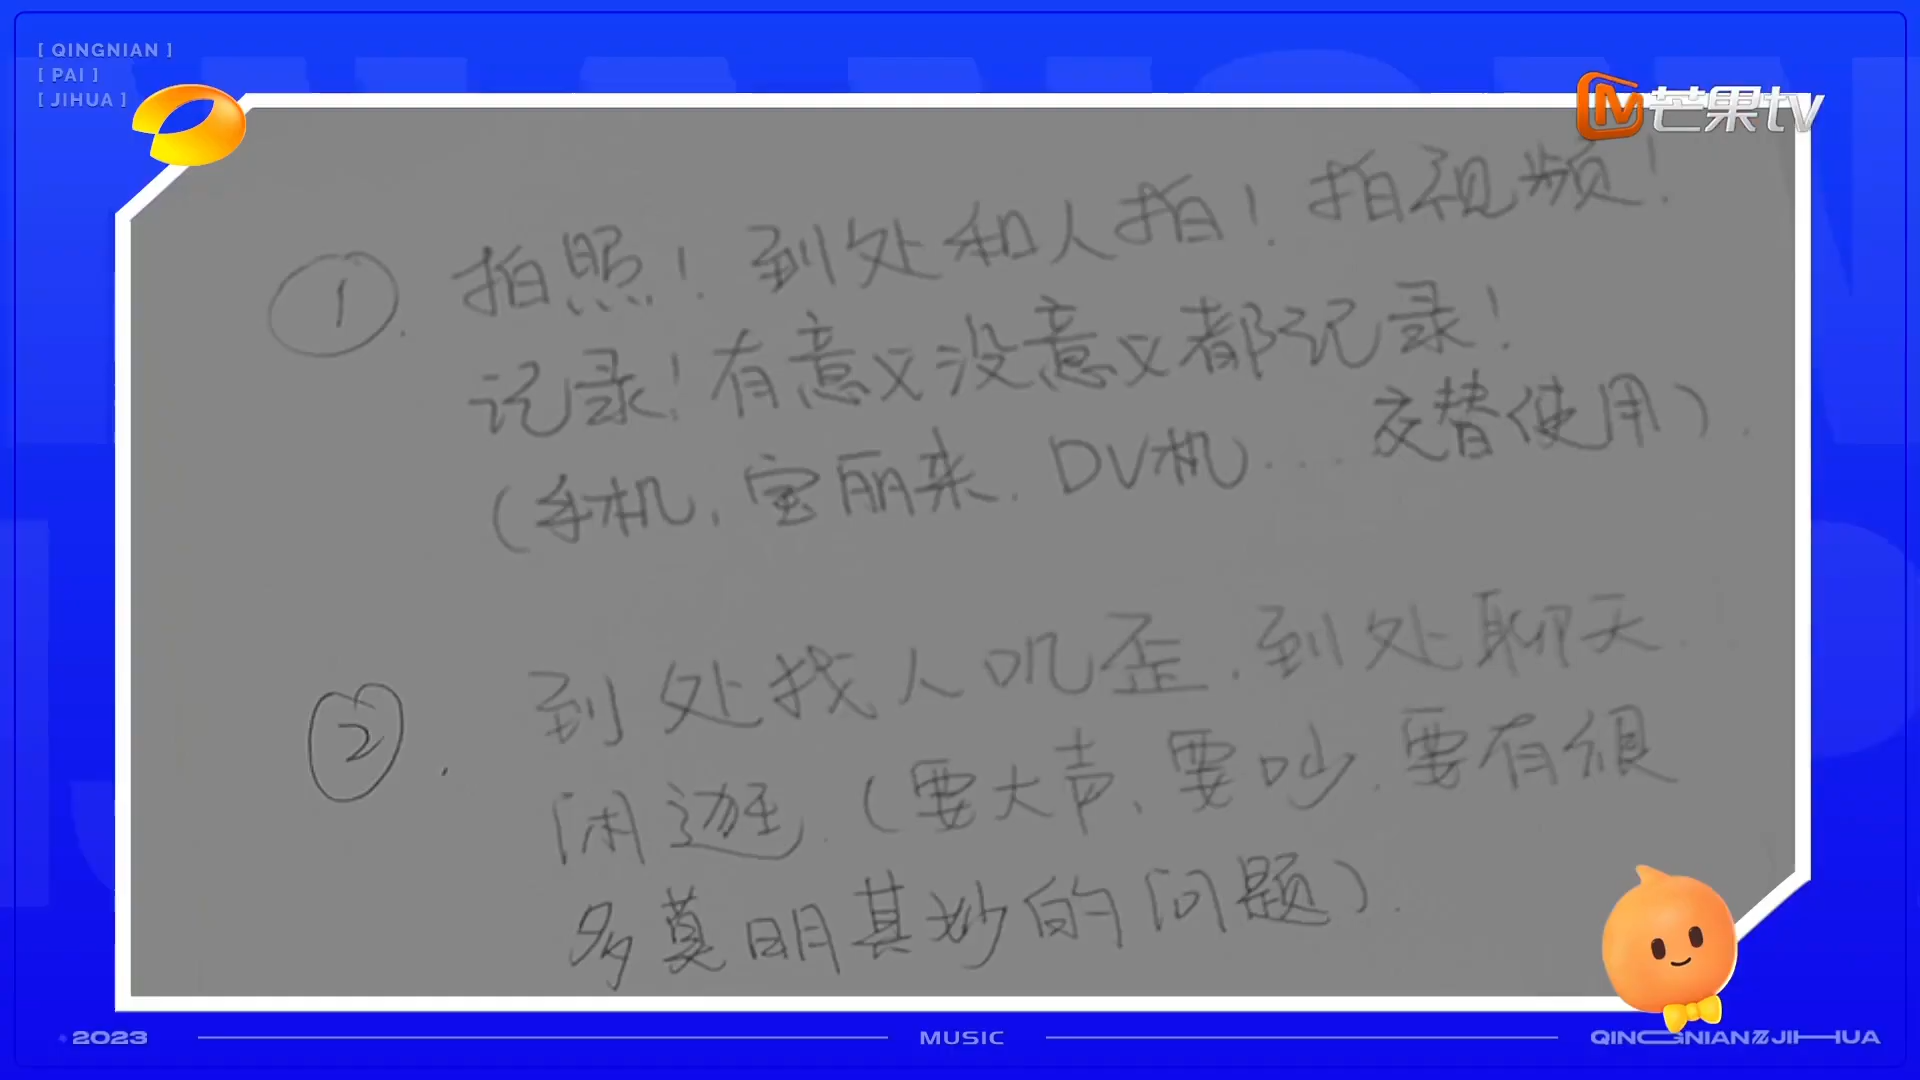 [ QINGNIAN ]
[ PAI ]
[ JIHUA ]
芒果tv
① 拍照！到处和人拍！拍视频！
记录！有意义没意义都记录！
（手机，宝丽来，DV机……交替使用）.
② . 到处找人叽歪，到处聊天.
闲逛.（要大声、要吵，要有很
多莫明其妙的问题）.
2023
MUSIC